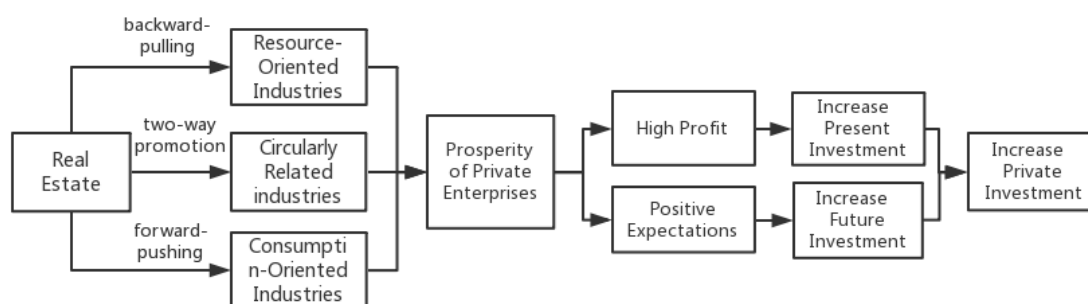 backward-
pulling
Resource-
Oriented
Industries
two-way
promotion
Real
Estate
Circularly
Related
industries
forward-
pushing
Consumpti
n-Oriented
Industries
Prosperity
of Private
Enterprises
High Profit
Positive
Expectations
Increase
Present
Investment
Increase
Future
Investment
Increase
Private
Investment